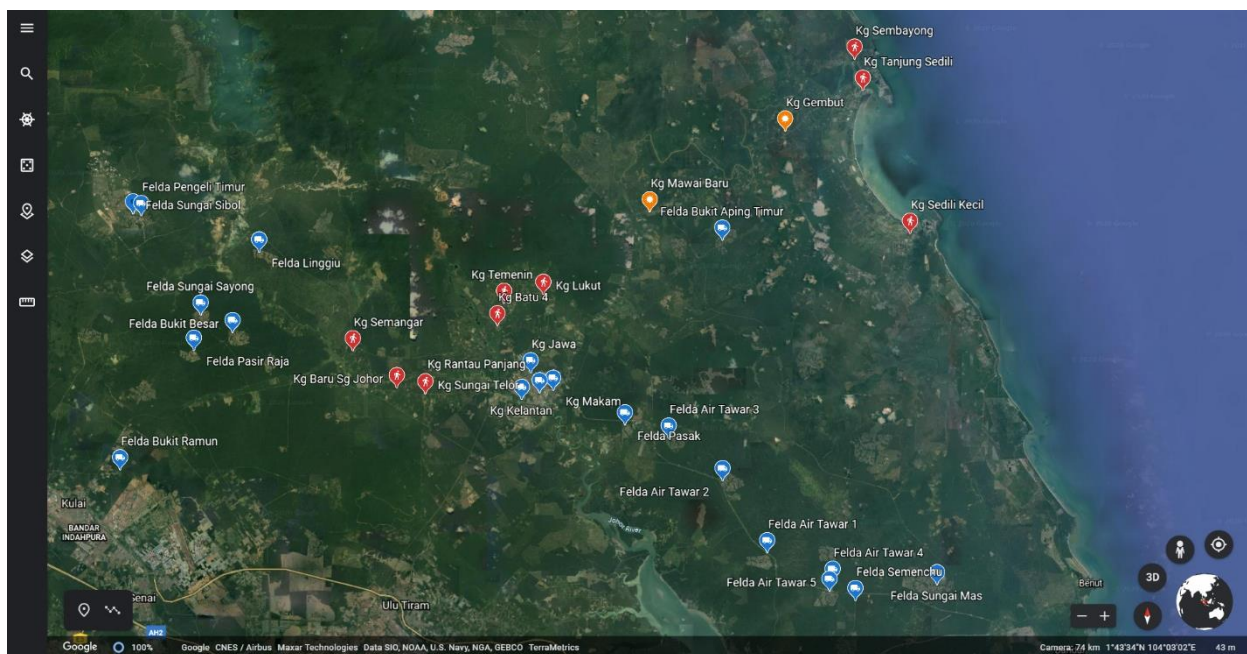 Kg Sembayong
Kg Tanjung Sedili
Kg Gembut
Felda Pengeli Timur
Kg Mawai Baru
Felda Sungai Sibol
Felda Bukit Aping Timur
Kg Sedili Kecil
Felda Linggiu
Kg Temenin
Kg Lukut
Felda Sungai Sayong
Kg Batu 4
Felda Bukit Besar
Kg Semangar
Kg Jawa
Felda Pasir Raja
Kg Rantau Panjang
Kg Baru Sg Johor
Kg Sungai Telor
Kg Kelantan
Kg Makam
Felda Air Tawar 3
Felda Pasak
Felda Bukit Ramun
Felda Air Tawar 2
Kulai
BANDAR
INDAHPURA
Johor River
Felda Air Tawar 1
Felda Air Tawar 4
Felda Semenchu
Felda Air Tawar 5
Felda Sungai Mas
Benut
3D
Senai
Ulu Tiram
AH2
Google 100% Google CNES / Airbus Maxar Technologies Data SIO, NOAA, U.S. Navy, NGA, GEBCO TerraMetrics
Camera: 74 km 1°43'34"N 104°03'02"E 43 m